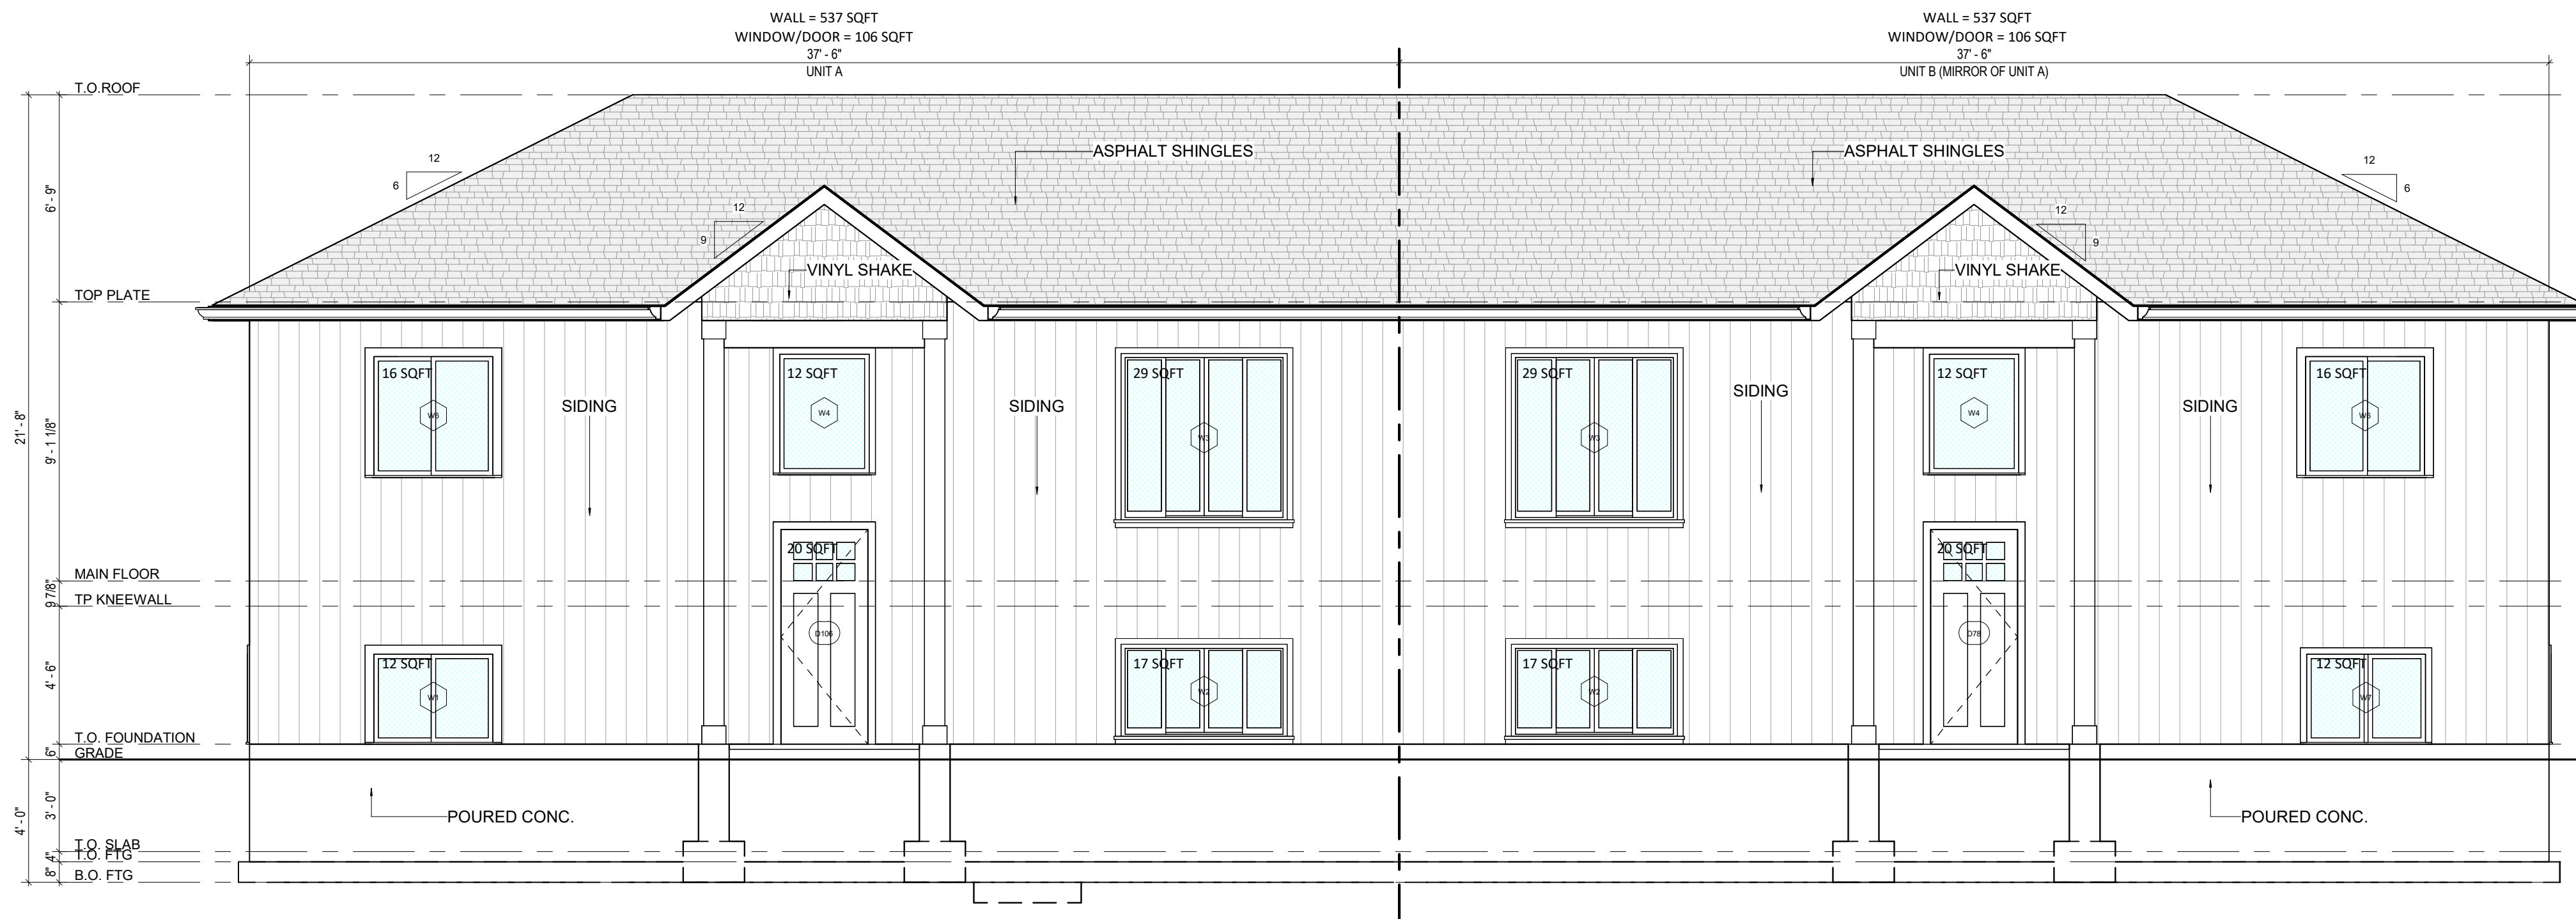 WALL = 537 SQFT
WINDOW/DOOR = 106 SQFT
37' - 6"
UNIT A
WALL = 537 SQFT
WINDOW/DOOR = 106 SQFT
37' - 6"
UNIT B (MIRROR OF UNIT A)
T.O.ROOF
12
6
ASPHALT SHINGLES
ASPHALT SHINGLES
12
6
6' - 9"
12
9
12
9
VINYL SHAKE
VINYL SHAKE
TOP PLATE
16 SQFT
12 SQFT
29 SQFT
29 SQFT
12 SQFT
16 SQFT
SIDING
SIDING
SIDING
SIDING
W6
W4
W3
W3
W4
W6
21' - 8"
9' - 1 1/8"
20 SQFT
20 SQFT
MAIN FLOOR
9 7/8"
TP KNEEWALL
D106
D78
12 SQFT
17 SQFT
17 SQFT
12 SQFT
4' - 6"
W1
W2
W2
W7
T.O. FOUNDATION
6"
GRADE
4' - 0"
3' - 0"
POURED CONC.
POURED CONC.
T.O. SLAB
4"
T.O. FTG
8"
B.O. FTG